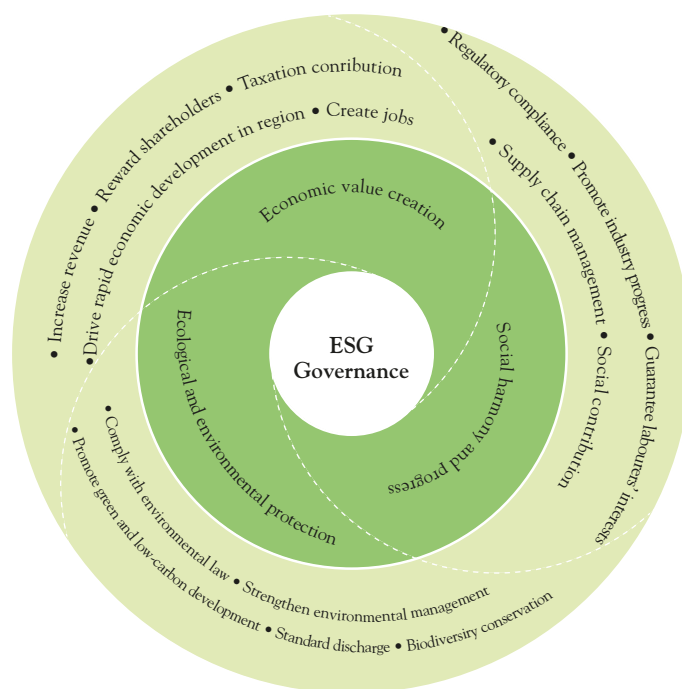 ESG
Governance
Economic value creation
Social harmony and progress
Ecological and environmental protection
• Increase revenue • Reward shareholders • Taxation conribution
• Drive rapid economic development in region • Create jobs
• Regulatory compliance • Promote industry progress • Guarantee labourers' interests
• Supply chain management • Social contribution
• Comply with environmental law • Strengthen environmental management
• Promote green and low-carbon development • Standard discharge • Biodiversity conservation